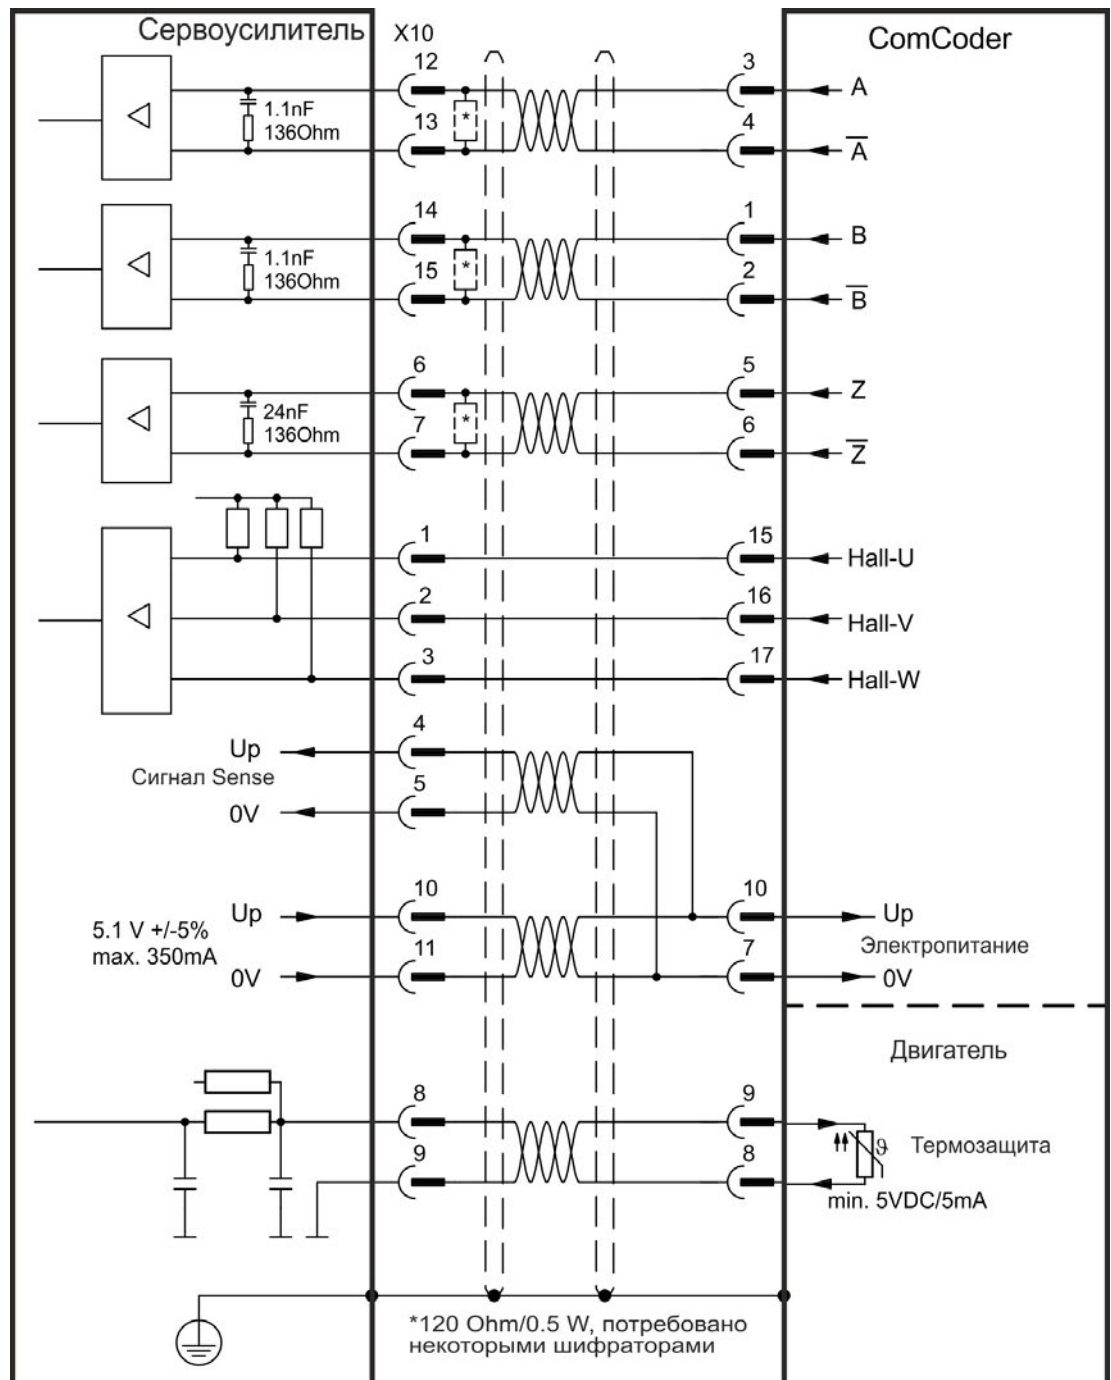 Сервоусилитель X10 ComCoder
12 3 A
1.1nF
136Ohm
*
13 4 A̅
14 1 B
1.1nF
136Ohm
*
15 2 B̅
6 5 Z
24nF
136Ohm
*
7 6 Z̅
1 15 Hall-U
2 16 Hall-V
3 17 Hall-W
4
Up
Сигнал Sense
5
0V
10 10
Up Up
5.1 V +/-5%
max. 350mA
Электропитание
11 7
0V 0V
Двигатель
8 9
ϑ Термозащита
9 8
min. 5VDC/5mA
*120 Ohm/0.5 W, потребовано
некоторыми шифраторами